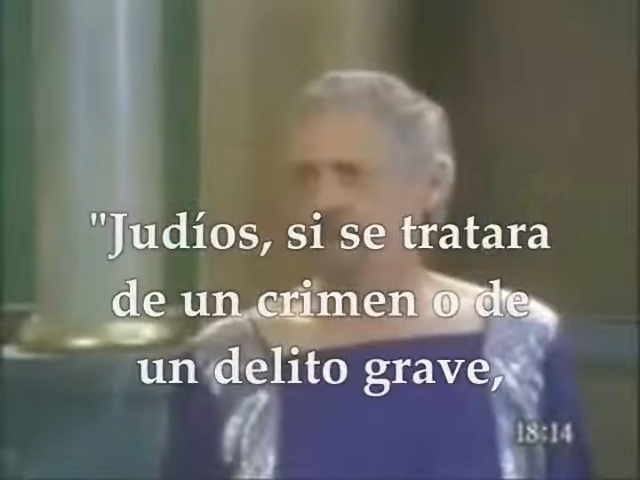 "Judíos, si se tratara
de un crimen o de
un delito grave,
18:14